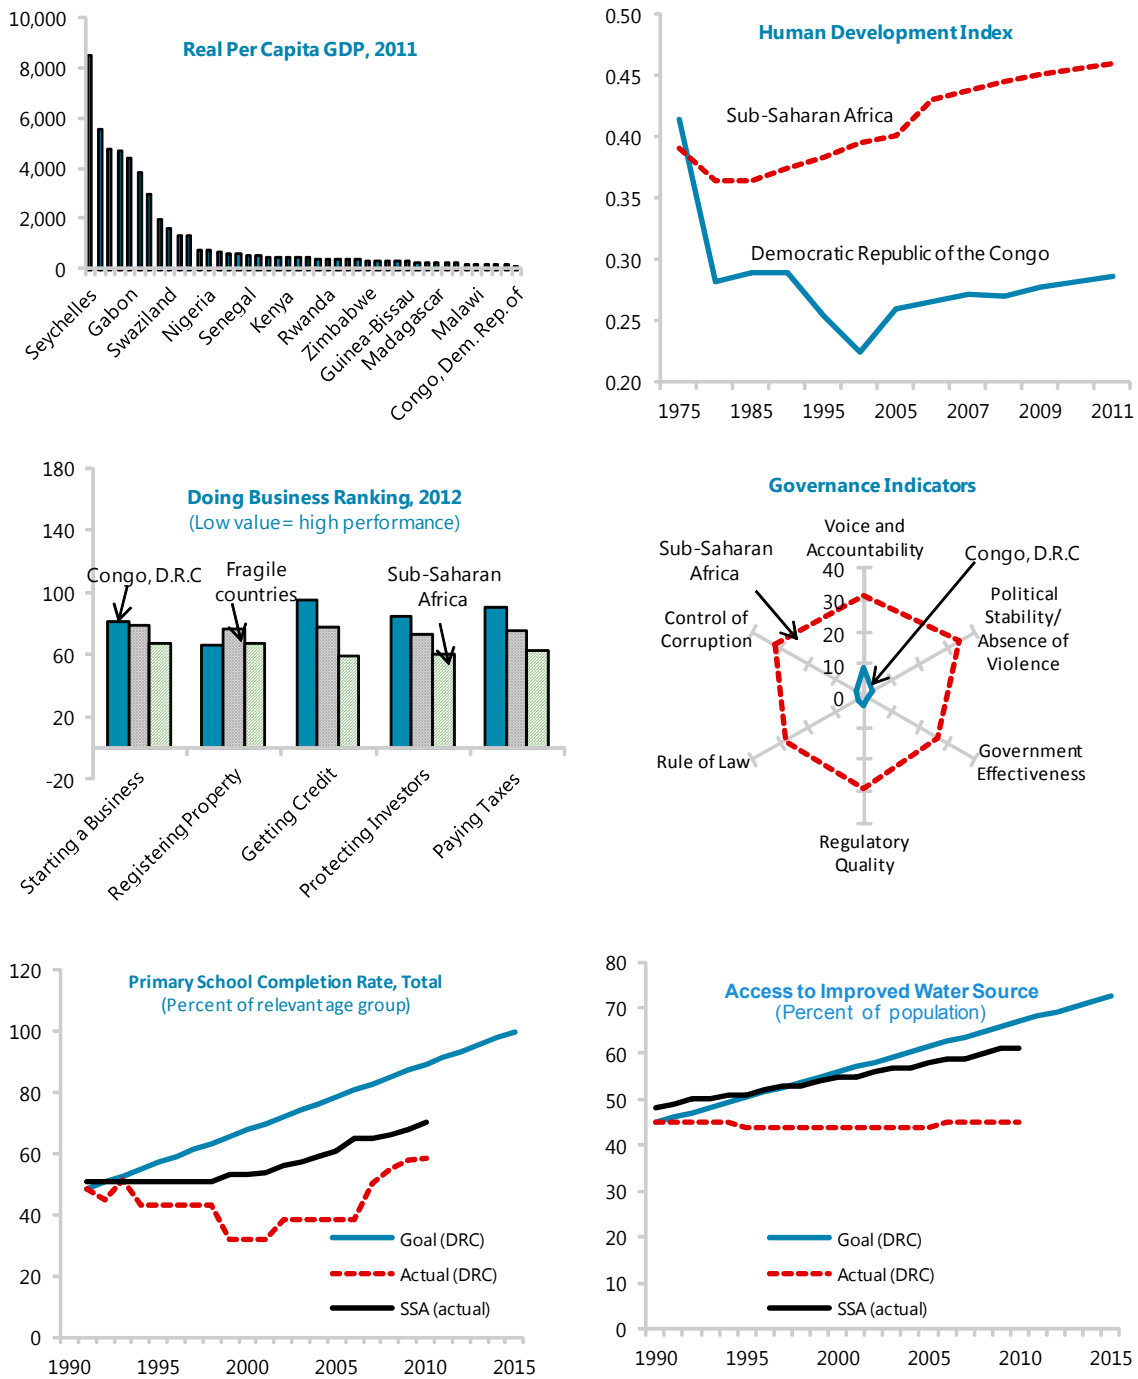 Real Per Capita GDP, 2011
10,000
8,000
6,000
4,000
2,000
0
Seychelles
Gabon
Swaziland
Nigeria
Senegal
Kenya
Rwanda
Zimbabwe
Guinea-Bissau
Madagascar
Malawi
Congo, Dem. Rep. of
Human Development Index
0.50
0.45
0.40
0.35
0.30
0.25
0.20
Sub-Saharan Africa
Democratic Republic of the Congo
1975 1985 1995 2005 2007 2009 2011
Doing Business Ranking, 2012
(Low value = high performance)
180
140
100
60
20
-20
Congo, D.R.C
Fragile
countries
Sub-Saharan
Africa
Starting a Business
Registering Property
Getting Credit
Protecting Investors
Paying Taxes
Governance Indicators
Voice and
Accountability
Sub-Saharan
Africa
Congo, D.R.C
40
30
20
10
0
Political
Stability/
Absence of
Violence
Control of
Corruption
Rule of Law
Government
Effectiveness
Regulatory
Quality
Primary School Completion Rate, Total
(Percent of relevant age group)
120
100
80
60
40
20
0
Goal (DRC)
Actual (DRC)
SSA (actual)
1990 1995 2000 2005 2010 2015
Access to Improved Water Source
(Percent of population)
80
70
60
50
40
30
20
10
0
Goal (DRC)
Actual (DRC)
SSA (actual)
1990 1995 2000 2005 2010 2015